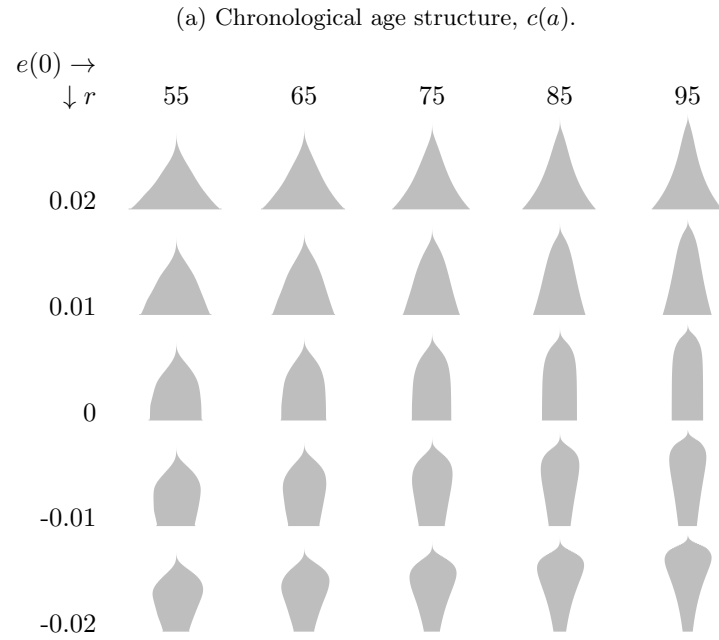 (a) Chronological age structure, c(a).
e(0) →
↓ r 55 65 75 85 95
0.02
0.01
0
-0.01
-0.02